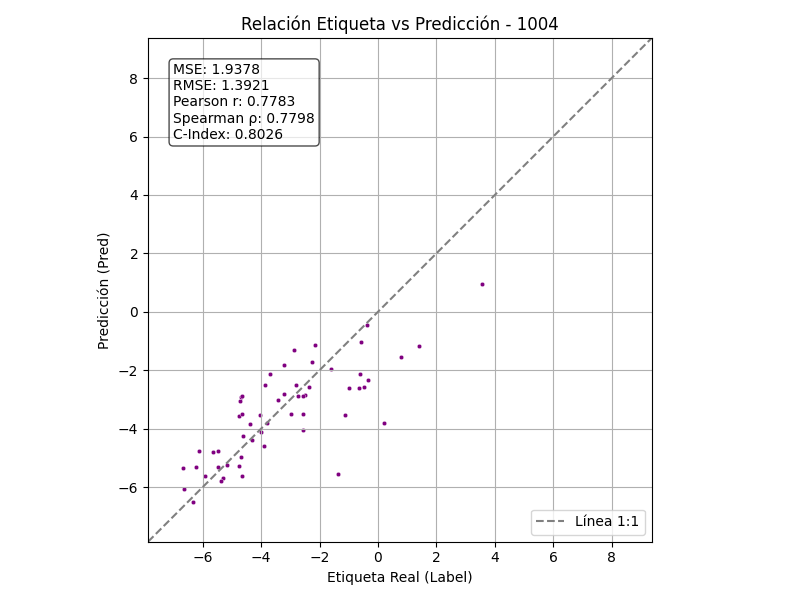 Relación Etiqueta vs Predicción - 1004
MSE: 1.9378
RMSE: 1.3921
Pearson r: 0.7783
Spearman ρ: 0.7798
C-Index: 0.8026
Predicción (Pred)
8
6
4
2
0
−2
−4
−6
Línea 1:1
−6 −4 −2 0 2 4 6 8
Etiqueta Real (Label)